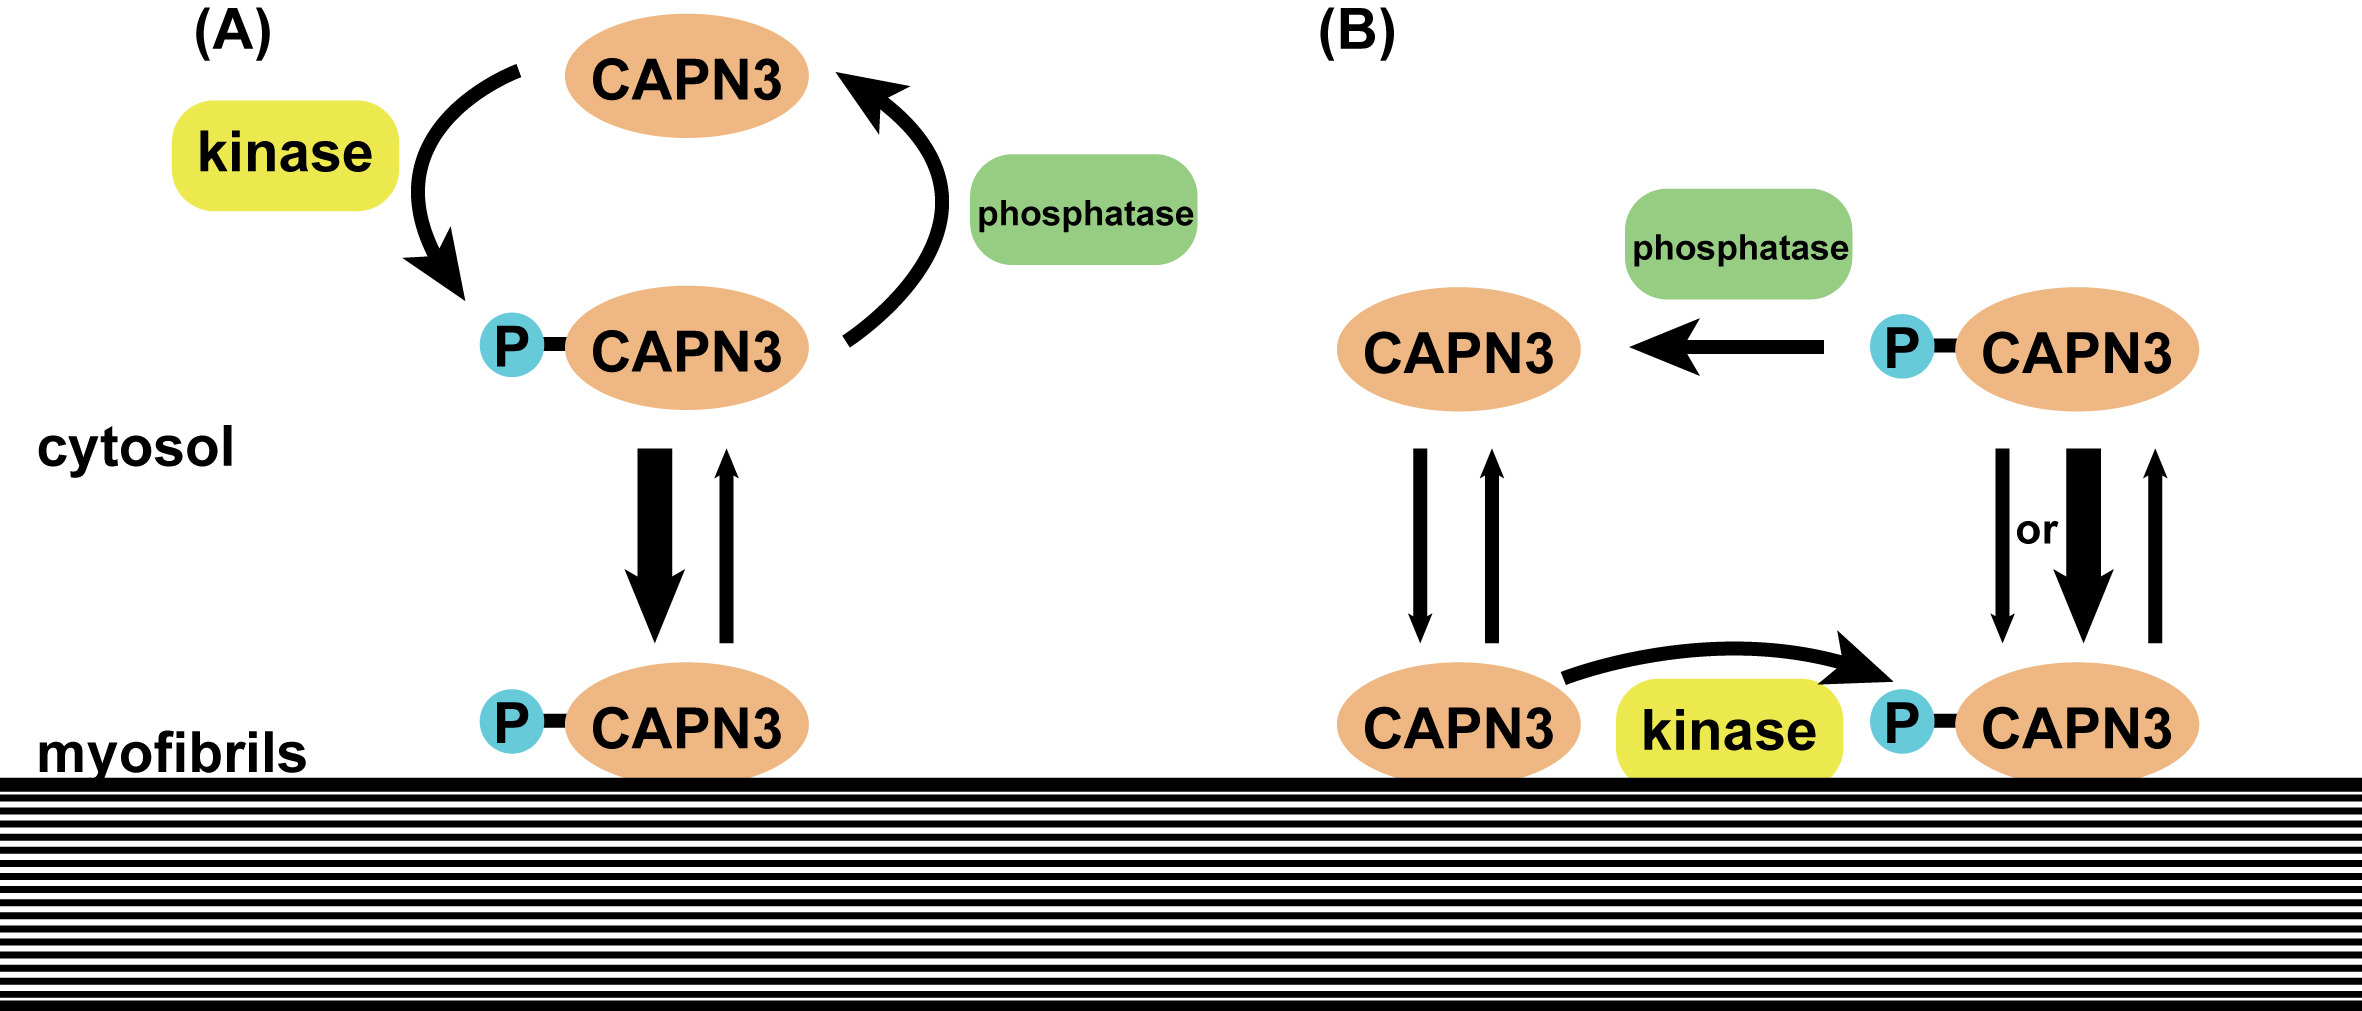 (A)
CAPN3
kinase
phosphatase
P
CAPN3
cytosol
P
CAPN3
myofibrils
(B)
phosphatase
CAPN3
P
CAPN3
or
CAPN3
kinase
P
CAPN3